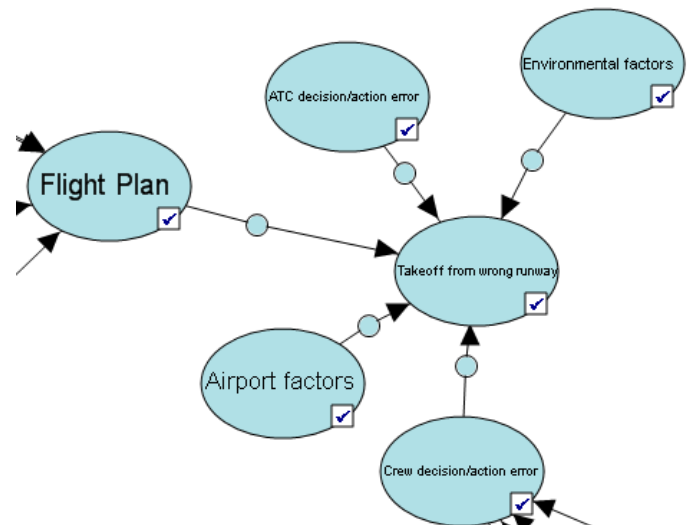 Environmental factors
ATC decision/action error
Flight Plan
Takeoff from wrong runway
Airport factors
Crew decision/action error